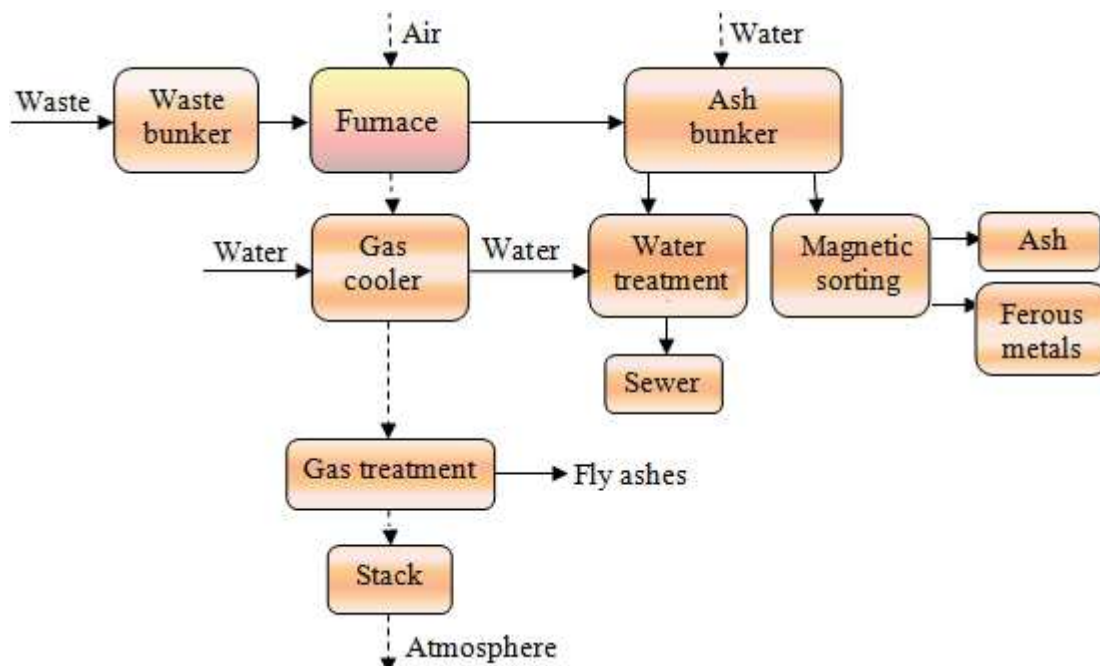 Air
Water
Waste
Waste
bunker
Furnace
Ash
bunker
Water
Gas
cooler
Water
Water
treatment
Magnetic
sorting
Ash
Ferous
metals
Sewer
Gas treatment
Fly ashes
Stack
Atmosphere